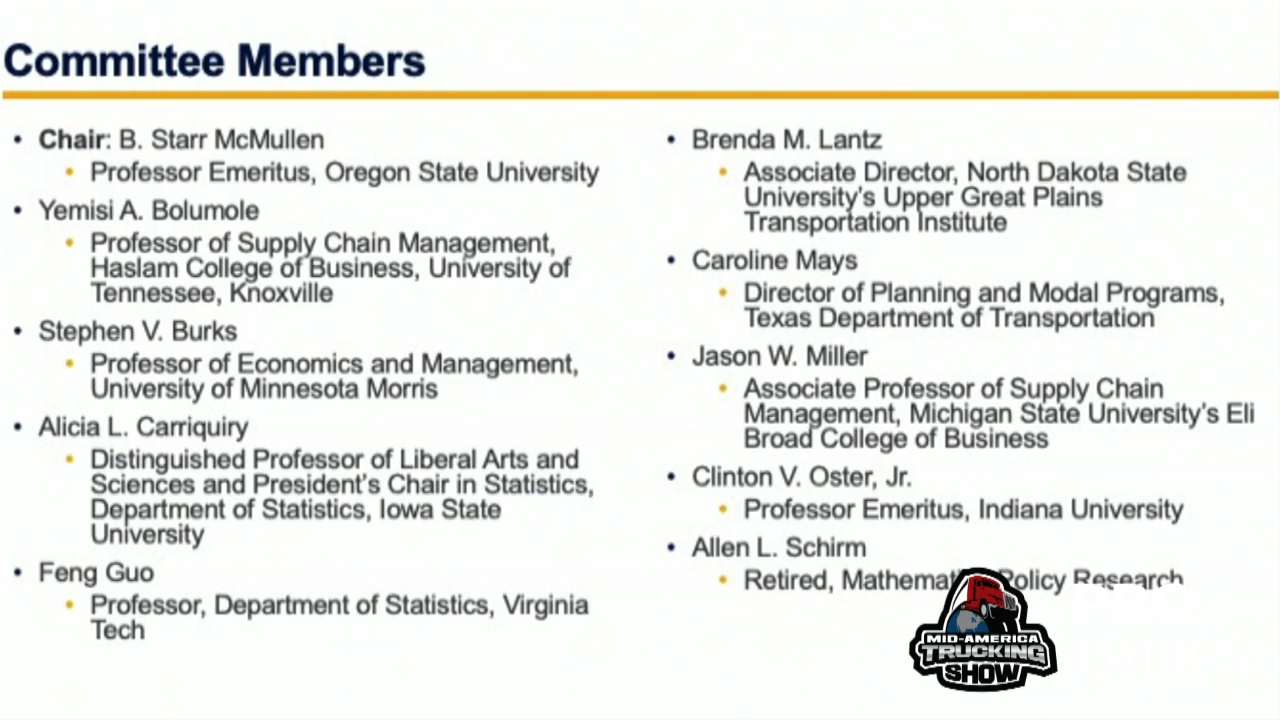 Committee Members
• Chair: B. Starr McMullen
• Professor Emeritus, Oregon State University
• Yemisi A. Bolumole
• Professor of Supply Chain Management,
Haslam College of Business, University of
Tennessee, Knoxville
• Stephen V. Burks
• Professor of Economics and Management,
University of Minnesota Morris
• Alicia L. Carriquiry
• Distinguished Professor of Liberal Arts and
Sciences and President's Chair in Statistics,
Department of Statistics, Iowa State
University
• Feng Guo
• Professor, Department of Statistics, Virginia
Tech
• Brenda M. Lantz
• Associate Director, North Dakota State
University's Upper Great Plains
Transportation Institute
• Caroline Mays
• Director of Planning and Modal Programs,
Texas Department of Transportation
• Jason W. Miller
• Associate Professor of Supply Chain
Management, Michigan State University's Eli
Broad College of Business
• Clinton V. Oster, Jr.
• Professor Emeritus, Indiana University
• Allen L. Schirm
• Retired, Policy Research
MID-AMERICA
TRUCKING
SHOW